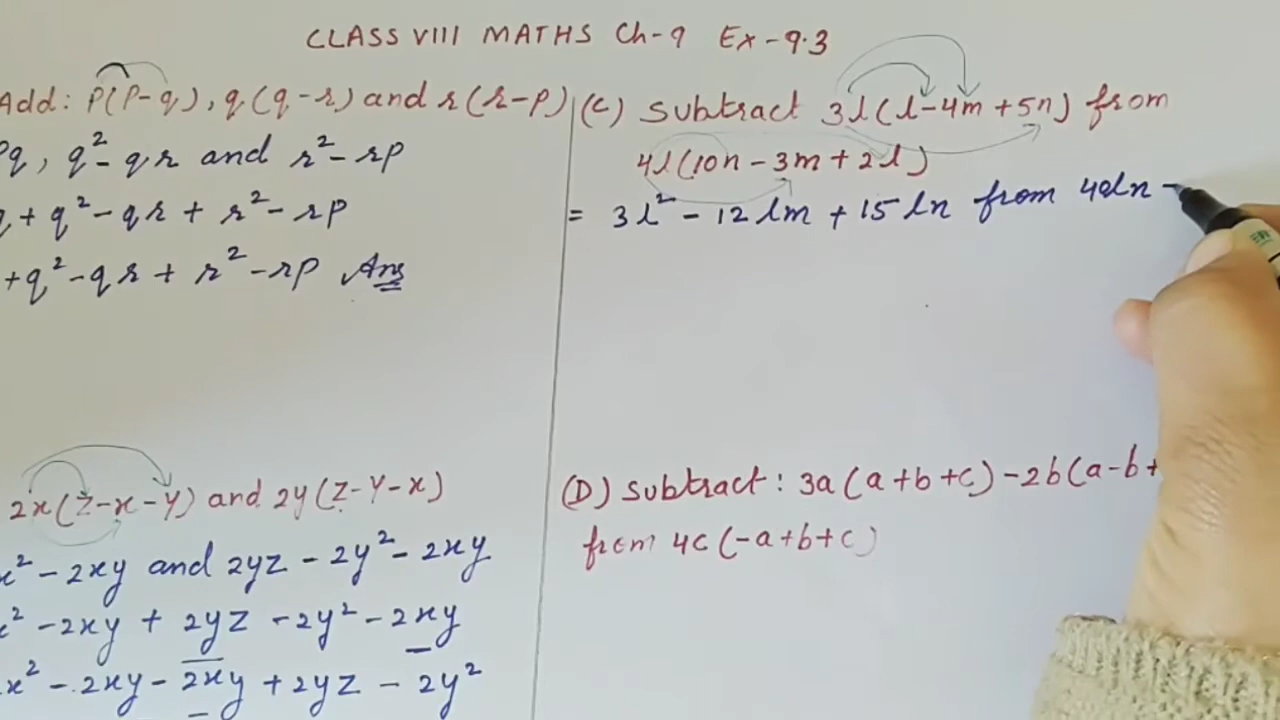 CLASS VIII MATHS Ch-9 Ex-9.3
Add: P(P-q), q(q-r) and r(r-p)
Pq, q²-qr and r²-rp
+ q²-qr + r²-rp
+q²-qr + r²-rp Ans
2x(Z-x-y) and 2y(Z-Y-x)
x²-2xy and 2yz - 2y²-2xy
x²-2xy + 2yz -2y²-2xy
x²-2xy-2xy + 2yz - 2y²
(C) Subtract 3l(l-4m+5n) from
4l(10n-3m+2l)
= 3l²-12lm+15ln from 40ln -
(D) Subtract: 3a(a+b+c)-2b(a-b+
from 4c(-a+b+c)